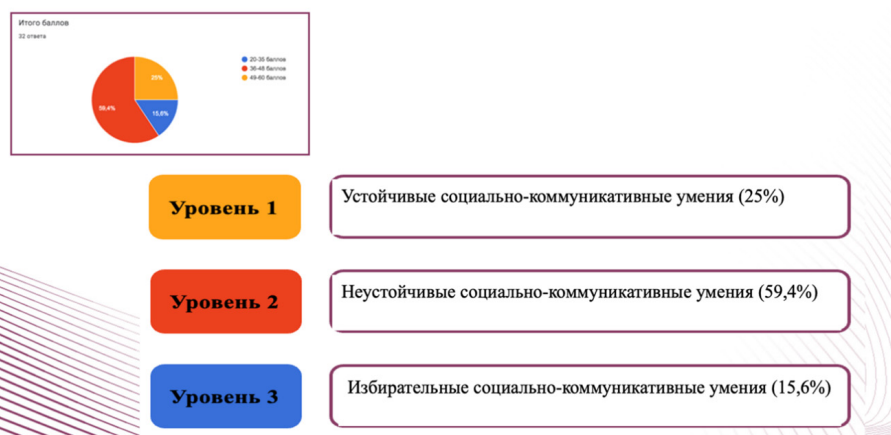 Итого баллов
32 ответа
20-35 баллов
36-48 баллов
49-60 баллов
25%
59,4%
15,6%
Уровень 1
Устойчивые социально-коммуникативные умения (25%)
Уровень 2
Неустойчивые социально-коммуникативные умения (59,4%)
Уровень 3
Избирательные социально-коммуникативные умения (15,6%)